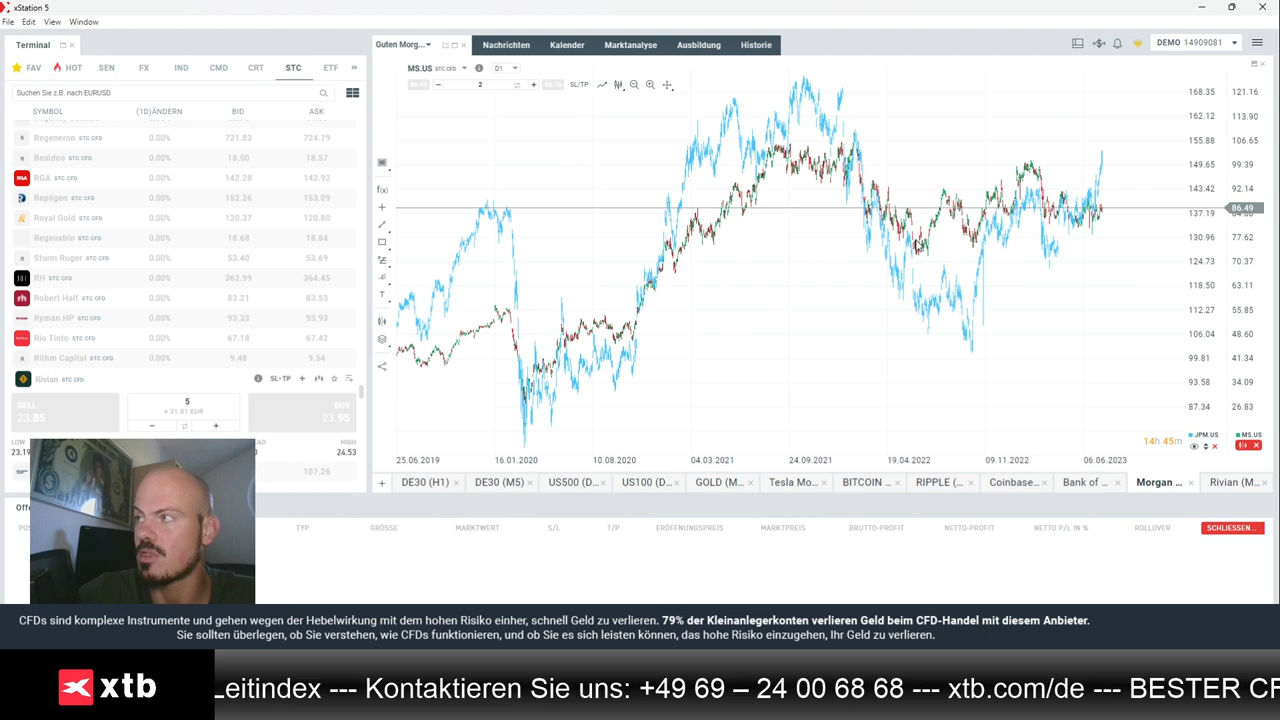 xStation 5
File Edit View Window
Terminal
FAV HOT SEN FX IND CMD CRT STC ETF
Suchen Sie z.B. nach EURUSD
SYMBOL (1D)ÄNDERN BID ASK
Regeneron STC CFD 0.00% 721.83 724.79
Resideo STC CFD 0.00% 18.50 18.57
RGA STC CFD 0.00% 142.28 142.92
Repligen STC CFD 0.00% 152.26 153.09
Royal Gold STC CFD 0.00% 120.37 120.80
Regenxbio STC CFD 0.00% 18.68 18.84
Sturm Ruger STC CFD 0.00% 53.40 53.69
RH STC CFD 0.00% 362.99 364.45
Robert Half STC CFD 0.00% 83.21 83.53
Ryman HP STC CFD 0.00% 93.33 93.93
Rio Tinto STC CFD 0.00% 67.18 67.42
Rithm Capital STC CFD 0.00% 9.48 9.54
Rivian STC CFD SL•TP
SELL 5 BUY
23.85 ≈ 31.81 EUR 23.95
LOW HIGH
24.53
107.26
Guten Morg... Nachrichten Kalender Marktanalyse Ausbildung Historie
DEMO 14909081
MS.US STC CFD D1
2 SL/TP
168.35 121.16
162.12 113.90
155.88 106.65
149.65 99.39
143.42 92.14
86.49
137.19
130.96 77.62
124.73 70.37
118.50 63.11
112.27 55.85
106.04 48.60
99.81 41.34
93.58 34.09
87.34 26.83
JPM.US MS.US
14h 45m
25.06.2019 16.01.2020 10.08.2020 04.03.2021 24.09.2021 19.04.2022 09.11.2022 06.06.2023
DE30 (H1) DE30 (M5) US500 (D... US100 (D... GOLD (M... Tesla Mo... BITCOIN ... RIPPLE (... Coinbase... Bank of ... Morgan ... Rivian (M...
TYP GRÖSSE MARKTWERT S/L T/P ERÖFFNUNGSPREIS MARKTPREIS BRUTTO-PROFIT NETTO-PROFIT NETTO P/L IN % ROLLOVER SCHLIESSEN...
CFDs sind komplexe Instrumente und gehen wegen der Hebelwirkung mit dem hohen Risiko einher, schnell Geld zu verlieren. 79% der Kleinanlegerkonten verlieren Geld beim CFD-Handel mit diesem Anbieter.
Sie sollten überlegen, ob Sie verstehen, wie CFDs funktionieren, und ob Sie es sich leisten können, das hohe Risiko einzugehen, Ihr Geld zu verlieren.
xtb
Leitindex --- Kontaktieren Sie uns: +49 69 – 24 00 68 68 --- xtb.com/de --- BESTER CF